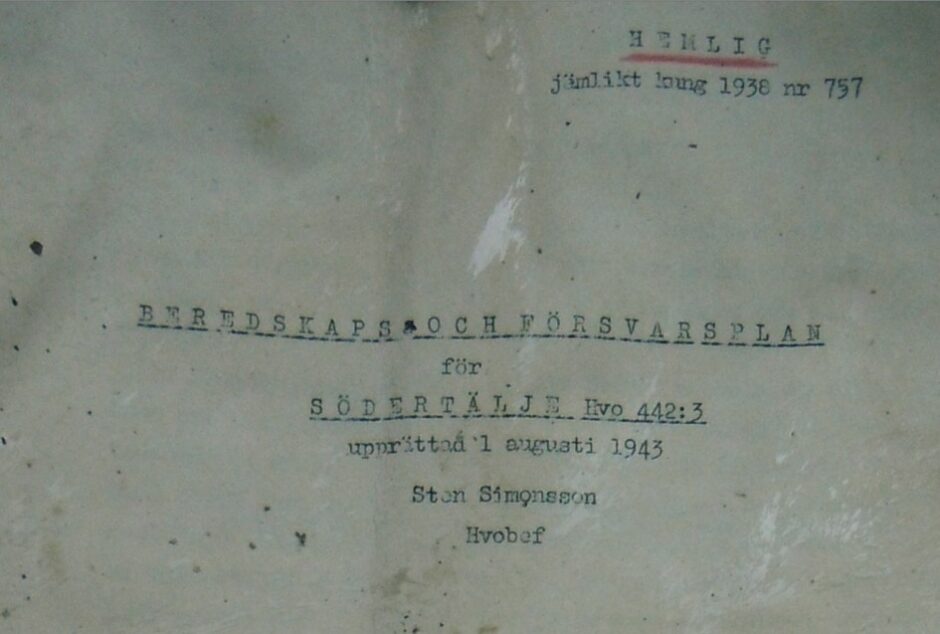 HEMLIG
jämlikt kung 1938 nr 757
BEREDSKAPS- OCH FÖRSVARSPLAN
för
SÖDERTÄLJE Hvo 442:3
upprättad 1 augusti 1943
Sten Simonsson
Hvobef